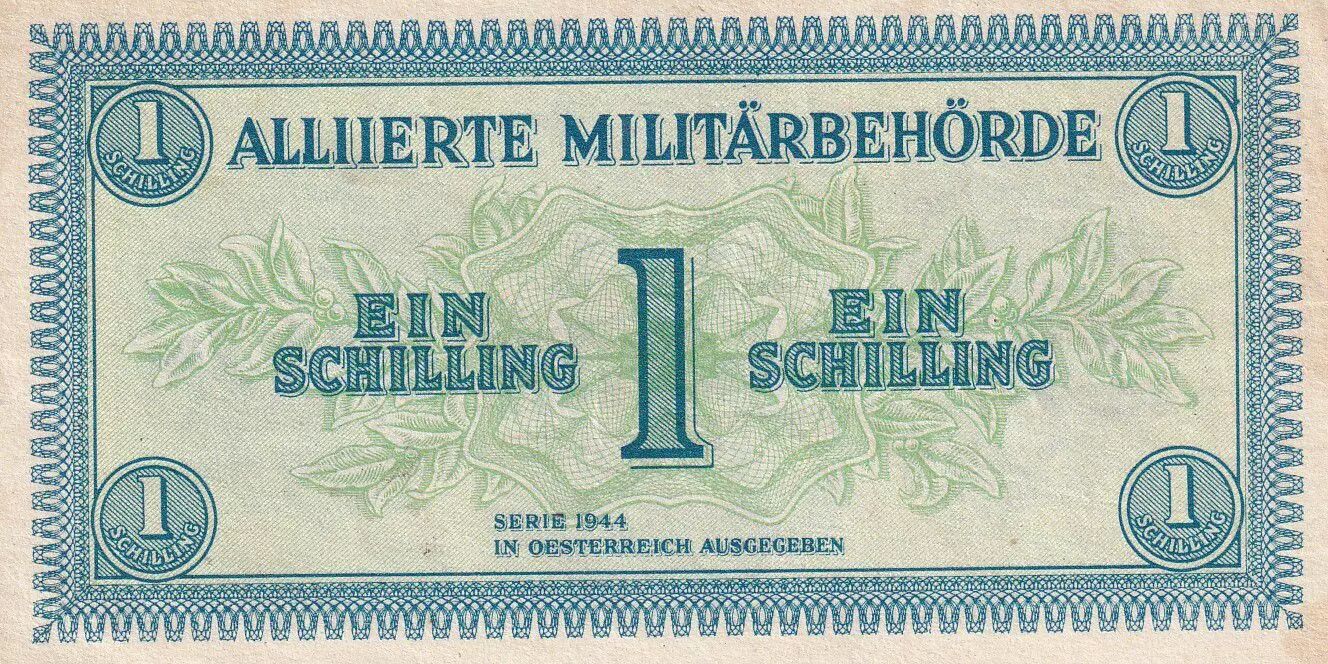 1 SCHILLING
ALLIIERTE MILITÄRBEHÖRDE
1 SCHILLING
EIN
SCHILLING
1
EIN
SCHILLING
1 SCHILLING
SERIE 1944
IN OESTERREICH AUSGEGEBEN
1 SCHILLING